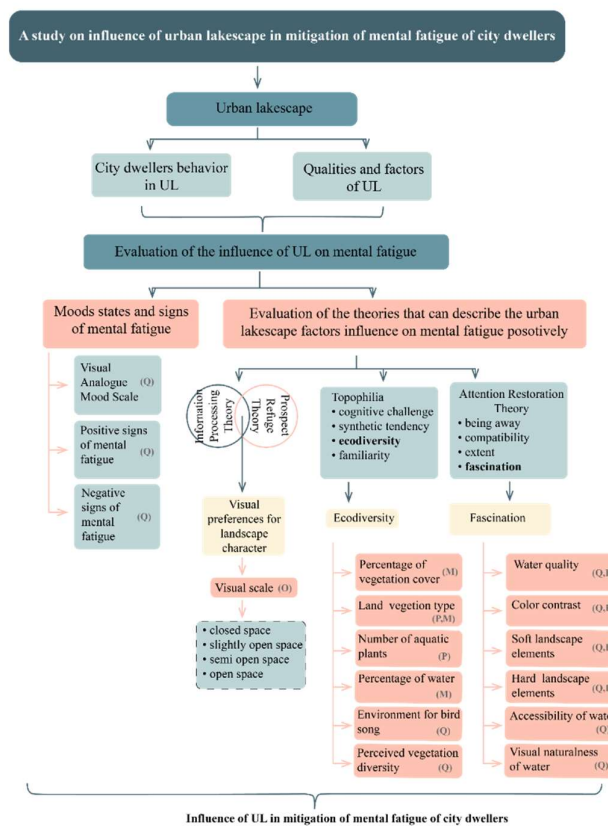 A study on influence of urban lakescape in mitigation of mental fatigue of city dwellers
Urban lakescape
City dwellers behavior
in UL
Qualities and factors
of UL
Evaluation of the influence of UL on mental fatigue
Moods states and signs
of mental fatigue
Evaluation of the theories that can describe the urban
lakescape factors influence on mental fatigue posotively
Visual
Analogue (Q)
Mood Scale
Positive signs
of mental (Q)
fatigue
Negative
signs of
mental (Q)
fatigue
Information
Processing
Theory
Prospect
Refuge
Theory
Visual
preferences for
landscape
character
Visual scale (O)
• closed space
• slightly open space
• semi open space
• open space
Topophilia
• cognitive challenge
• synthetic tendency
• ecodiversity
• familiarity
Ecodiversity
Percentage of
vegetation cover (M)
Land vegetion type
(P,M)
Number of aquatic
plants (P)
Percentage of water
(M)
Environment for bird
song (Q)
Perceived vegetation
diversity (Q)
Attention Restoration
Theory
• being away
• compatibility
• extent
• fascination
Fascination
Water quality
Color contrast
Soft landscape
elements
Hard landscape
elements
Accessibility of
(Q)
Visual naturalness
of water (Q)
Influence of UL in mitigation of mental fatigue of city dwellers